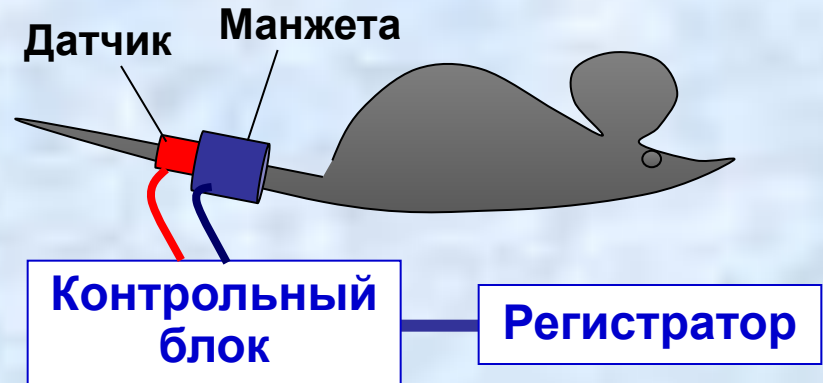 Датчик
Манжета
Контрольный
блок
Регистратор